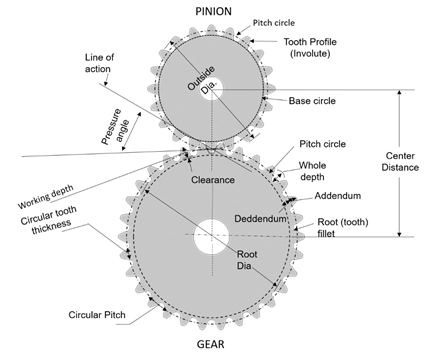 PINION
Pitch circle
Tooth Profile
(Involute)
Line of
action
Outside
Dia.
Base circle
Pressure
angle
Pitch circle
Whole
depth
Center
Distance
Clearance
Working depth
Addendum
Circular tooth
thickness
Deddendum
Root (tooth)
fillet
Root
Dia
Circular Pitch
GEAR